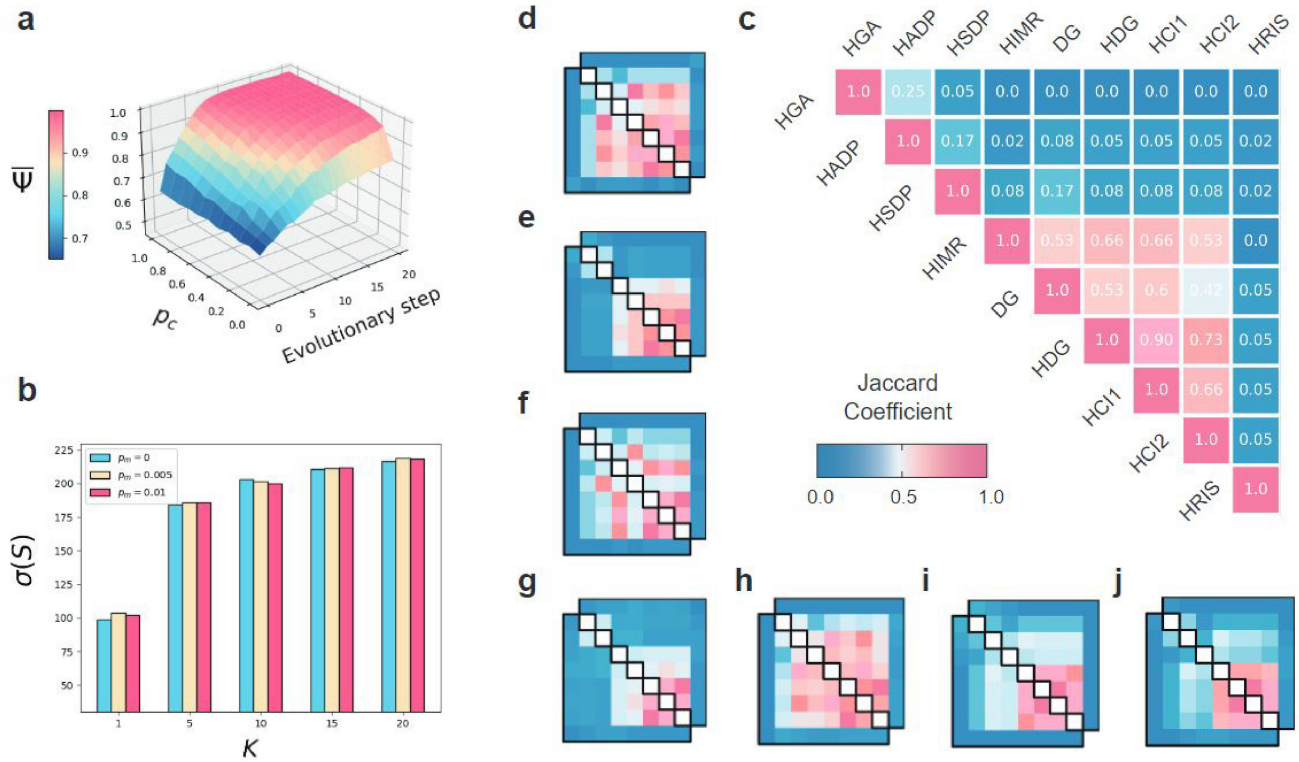 a
1.0
0.9
0.8
0.7
0.6
0.5
Ψ̅
0.9
0.8
0.7
1.0
0.8
0.6
0.4
0.2
0.0
p_c
0
5
10
15
20
Evolutionary step
b
225
200
175
150
125
100
75
50
p_m = 0
p_m = 0.005
p_m = 0.01
σ(S)
1 5 10 15 20
K
d
e
f
g
h
i
j
c
HGA HADP HSDP HIMR DG HDG HCI1 HCI2 HRIS
HGA 1.0 0.25 0.05 0.0 0.0 0.0 0.0 0.0 0.0
HADP 1.0 0.17 0.02 0.08 0.05 0.05 0.05 0.02
HSDP 1.0 0.08 0.17 0.08 0.08 0.08 0.02
HIMR 1.0 0.53 0.66 0.66 0.53 0.0
DG 1.0 0.53 0.6 0.42 0.05
HDG 1.0 0.90 0.73 0.05
HCI1 1.0 0.66 0.05
HCI2 1.0 0.05
HRIS 1.0
Jaccard
Coefficient
0.0 0.5 1.0